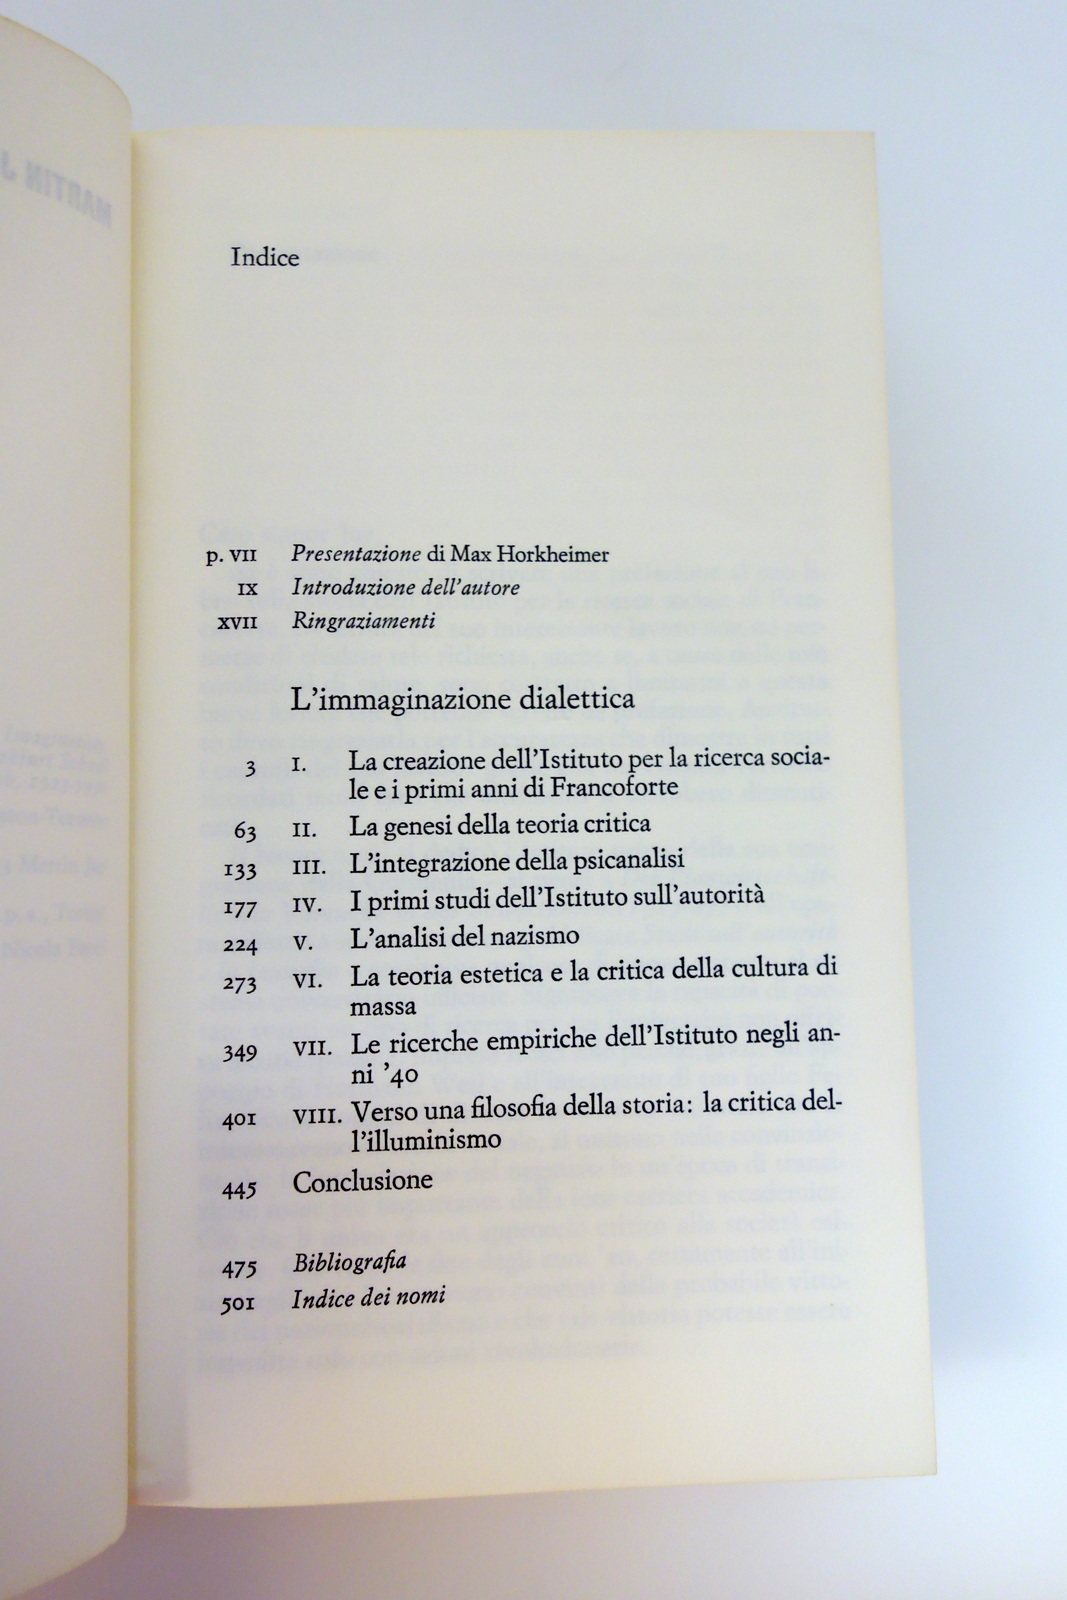 MARTIN J
Indice
p. VII Presentazione di Max Horkheimer
IX Introduzione dell'autore
XVII Ringraziamenti
L'immaginazione dialettica
3 I. La creazione dell'Istituto per la ricerca socia-
le e i primi anni di Francoforte
63 II. La genesi della teoria critica
133 III. L'integrazione della psicanalisi
177 IV. I primi studi dell'Istituto sull'autorità
224 V. L'analisi del nazismo
273 VI. La teoria estetica e la critica della cultura di
massa
349 VII. Le ricerche empiriche dell'Istituto negli an-
ni '40
401 VIII. Verso una filosofia della storia: la critica del-
l'illuminismo
445 Conclusione
475 Bibliografia
501 Indice dei nomi